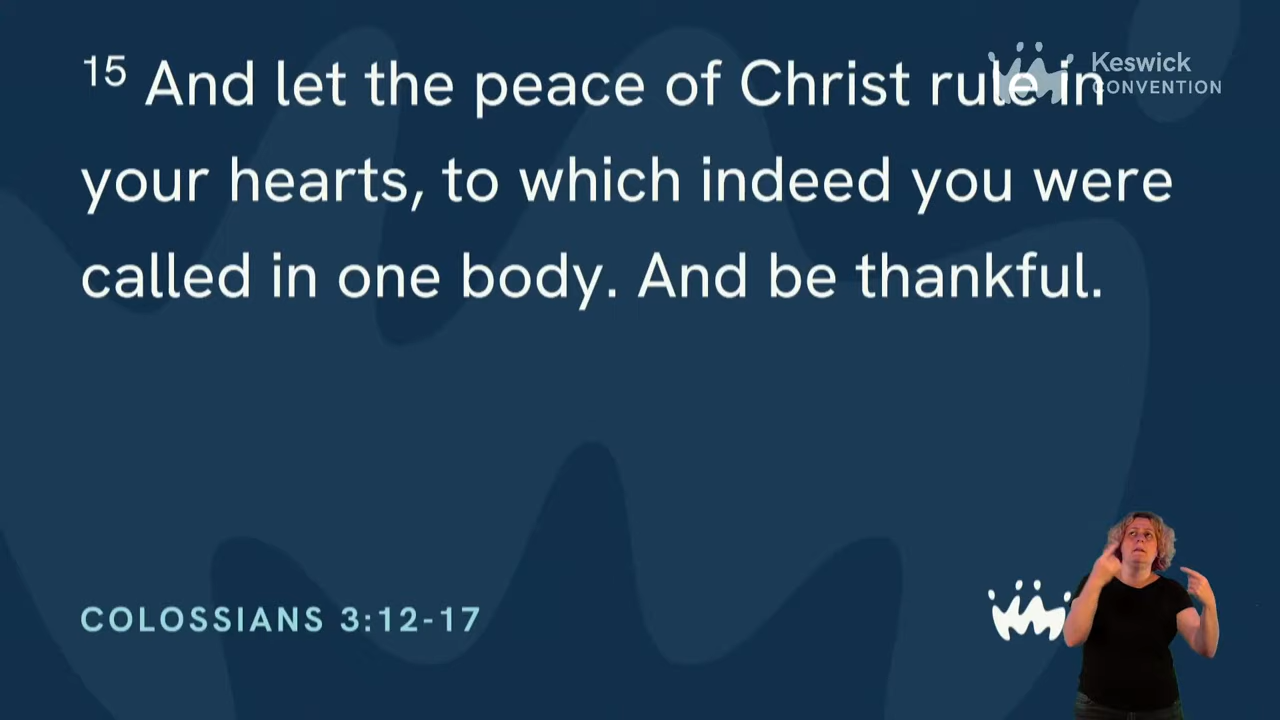 15 And let the peace of Christ rule in
your hearts, to which indeed you were
called in one body. And be thankful.
Keswick
CONVENTION
COLOSSIANS 3:12-17